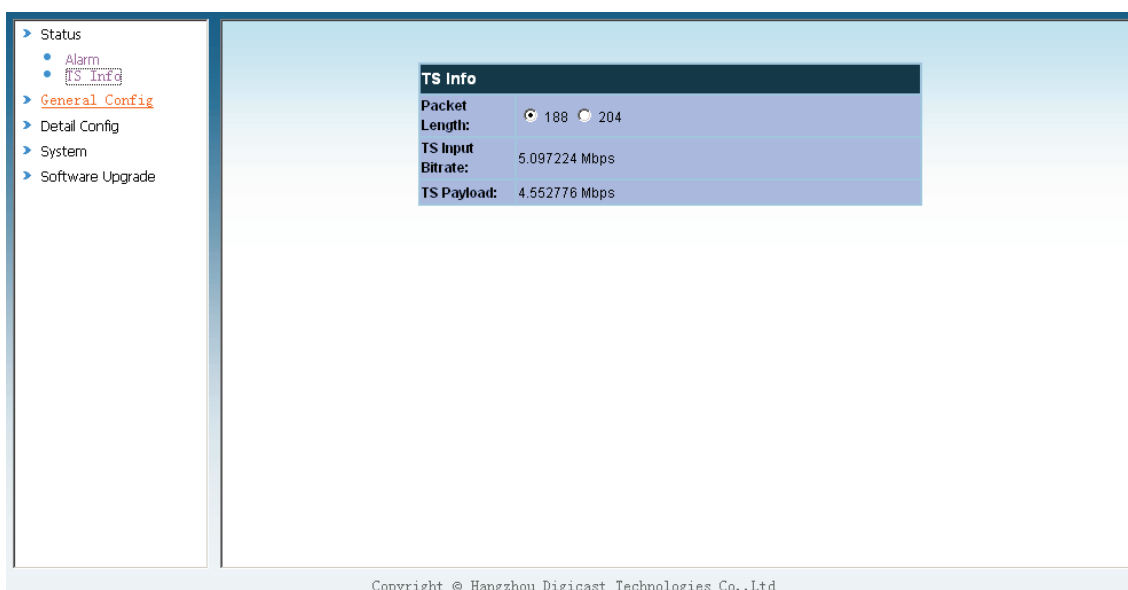 Status
Alarm
TS Info
General Config
Detail Config
System
Software Upgrade
TS Info
Packet
Length:
188 204
TS Input
Bitrate:
5.097224 Mbps
TS Payload: 4.552776 Mbps
Copyright © Hangzhou Digicast Technologies Co.,Ltd